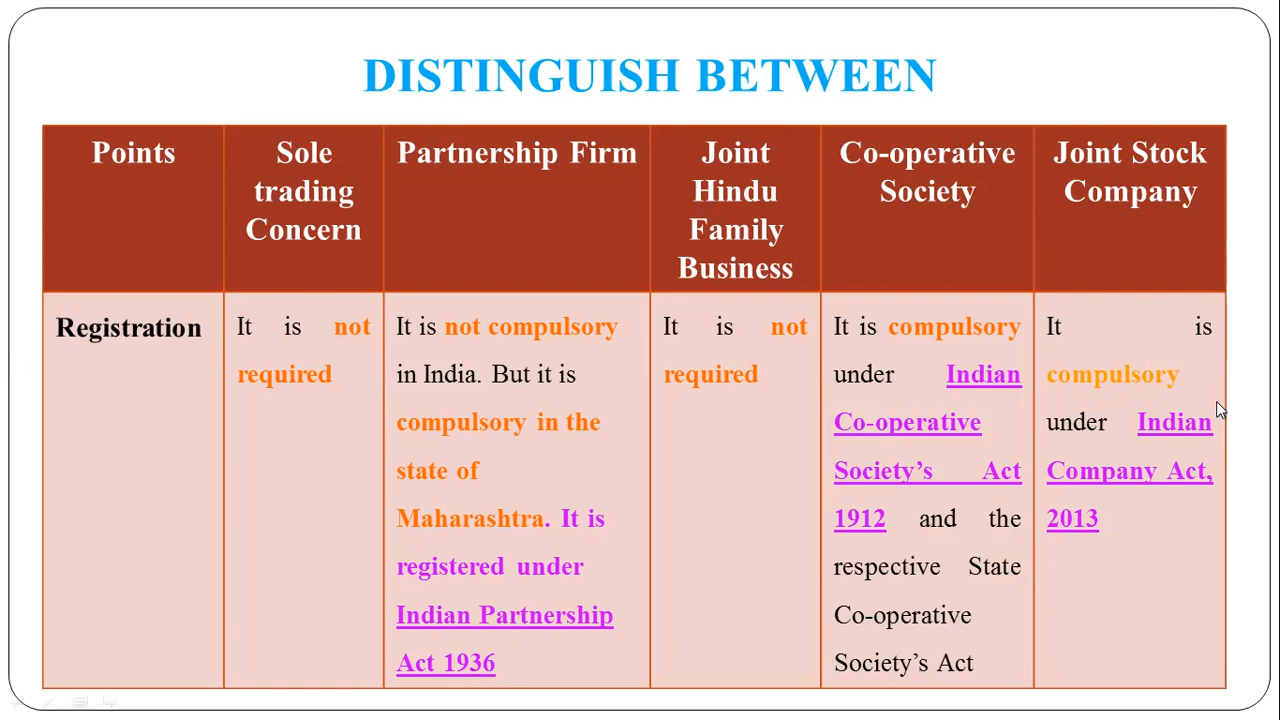 DISTINGUISH BETWEEN
Points
Sole
trading
Concern
Partnership Firm
Joint
Hindu
Family
Business
Co-operative
Society
Joint Stock
Company
Registration
It is not
required
It is not compulsory
in India. But it is
compulsory in the
state of
Maharashtra. It is
registered under
Indian Partnership
Act 1936
It is not
required
It is compulsory
under Indian
Co-operative
Society’s Act
1912 and the
respective State
Co-operative
Society’s Act
It is
compulsory
under Indian
Company Act,
2013